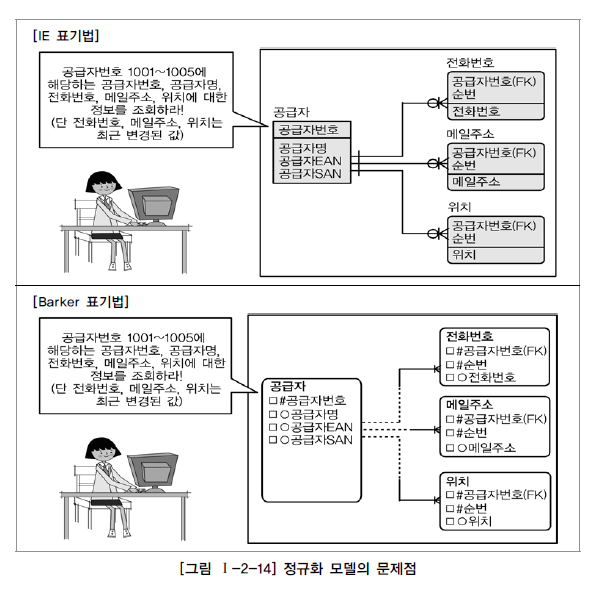 [IE 표기법]
공급자번호 1001~1005에
해당하는 공급자번호, 공급자명,
전화번호, 메일주소, 위치에 대한
정보를 조회하라!
(단 전화번호, 메일주소, 위치는
최근 변경된 값)
공급자
공급자번호
공급자명
공급자EAN
공급자SAN
전화번호
공급자번호(FK)
순번
전화번호
메일주소
공급자번호(FK)
순번
메일주소
위치
공급자번호(FK)
순번
위치
[Barker 표기법]
공급자번호 1001~1005에
해당하는 공급자번호, 공급자명,
전화번호, 메일주소, 위치에 대한
정보를 조회하라!
(단 전화번호, 메일주소, 위치는
최근 변경된 값)
공급자
□ #공급자번호
□ ○공급자명
□ ○공급자EAN
□ ○공급자SAN
전화번호
□ #공급자번호(FK)
□ #순번
□ ○전화번호
메일주소
□ #공급자번호(FK)
□ #순번
□ ○메일주소
위치
□ #공급자번호(FK)
□ #순번
□ ○위치
[그림 Ⅰ-2-14] 정규화 모델의 문제점